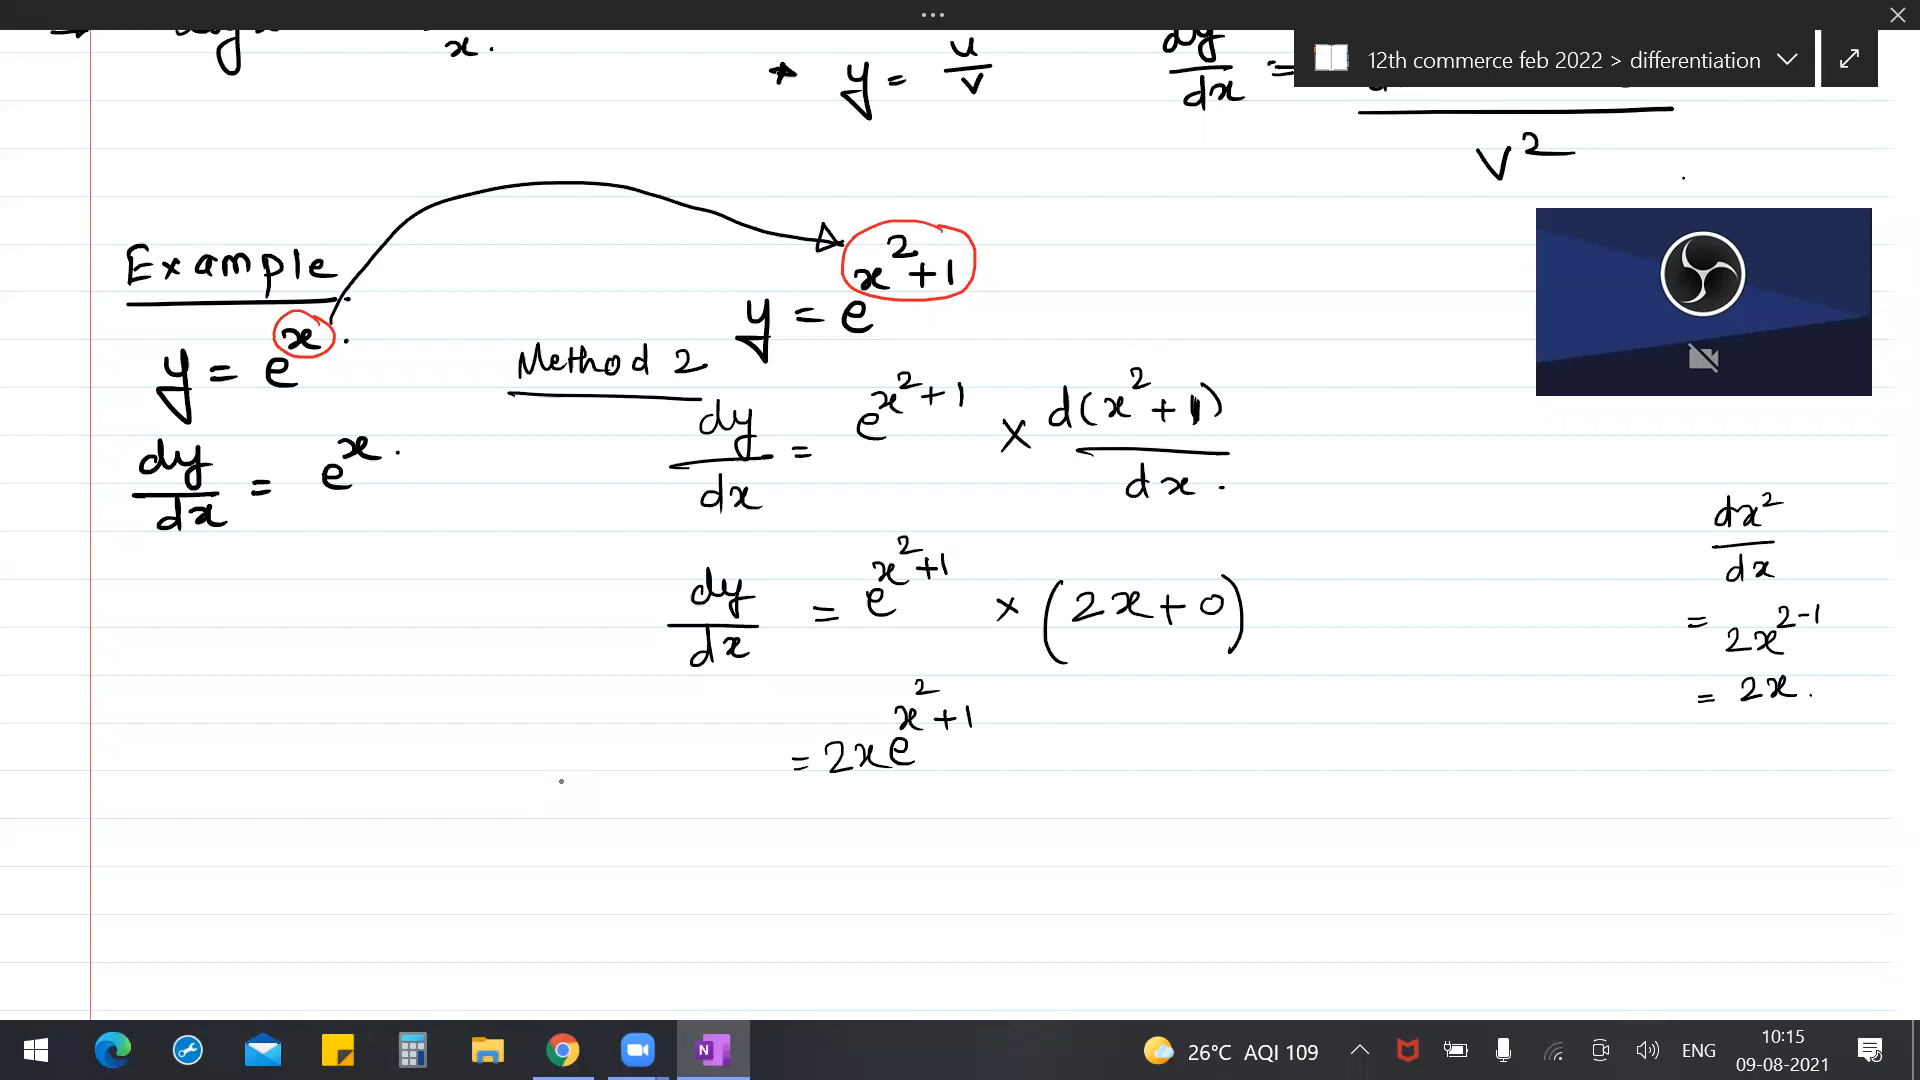 12th commerce feb 2022 > differentiation
x.
* y = u/v dy/dx =
v²
Example
y = e^x.
dy/dx = e^x.
y = e^(x²+1)
Method 2
dy/dx = e^(x²+1) × d(x²+1)/dx.
dy/dx = e^(x²+1) × (2x+0)
= 2xe^(x²+1)
dx²/dx
= 2x^(2-1)
= 2x.
26°C AQI 109
ENG
10:15
09-08-2021